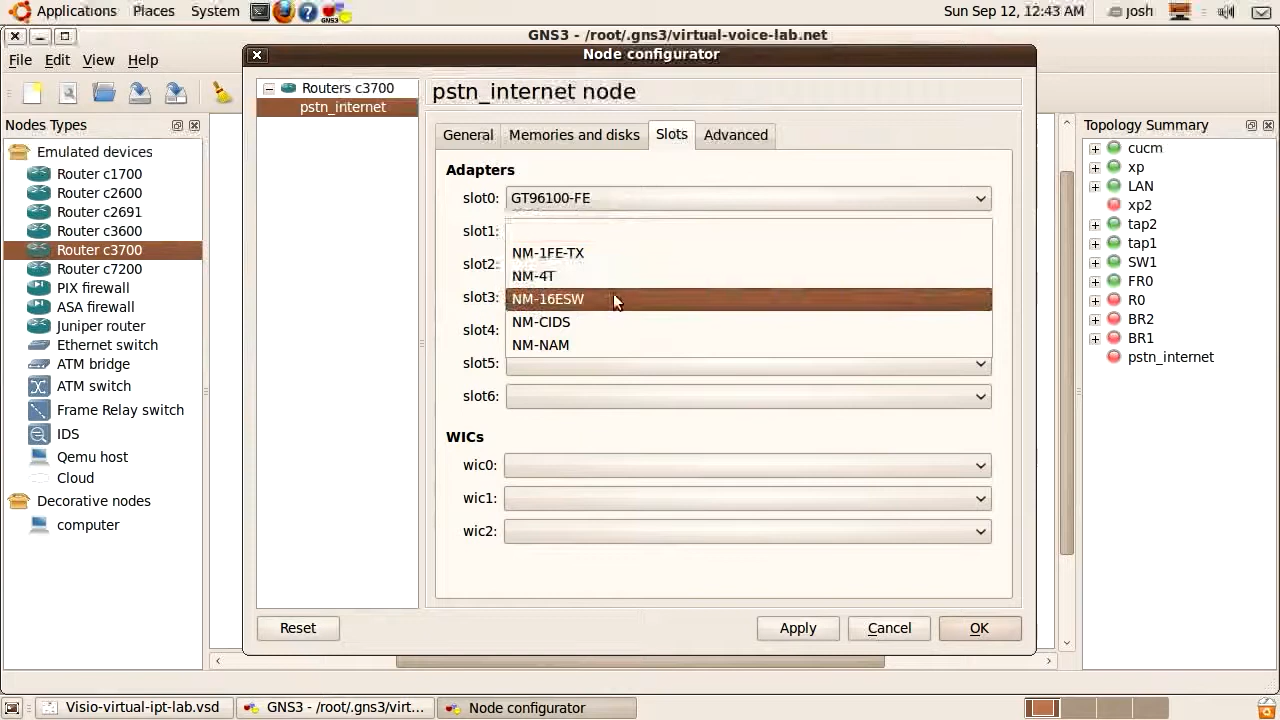 Applications Places System Sun Sep 12, 12:43 AM josh
GNS3 - /root/.gns3/virtual-voice-lab.net
File Edit View Help
Node configurator
Nodes Types
Emulated devices
Router c1700
Router c2600
Router c2691
Router c3600
Router c3700
Router c7200
PIX firewall
ASA firewall
Juniper router
Ethernet switch
ATM bridge
ATM switch
Frame Relay switch
IDS
Qemu host
Cloud
Decorative nodes
computer
Routers c3700
pstn_internet
pstn_internet node
General Memories and disks Slots Advanced
Adapters
slot0: GT96100-FE
slot1:
NM-1FE-TX
slot2:
NM-4T
slot3: NM-16ESW
NM-CIDS
slot4:
NM-NAM
slot5:
slot6:
WICs
wic0:
wic1:
wic2:
Reset Apply Cancel OK
Topology Summary
cucm
xp
LAN
xp2
tap2
tap1
SW1
FR0
R0
BR2
BR1
pstn_internet
Visio-virtual-ipt-lab.vsd GNS3 - /root/.gns3/virt... Node configurator